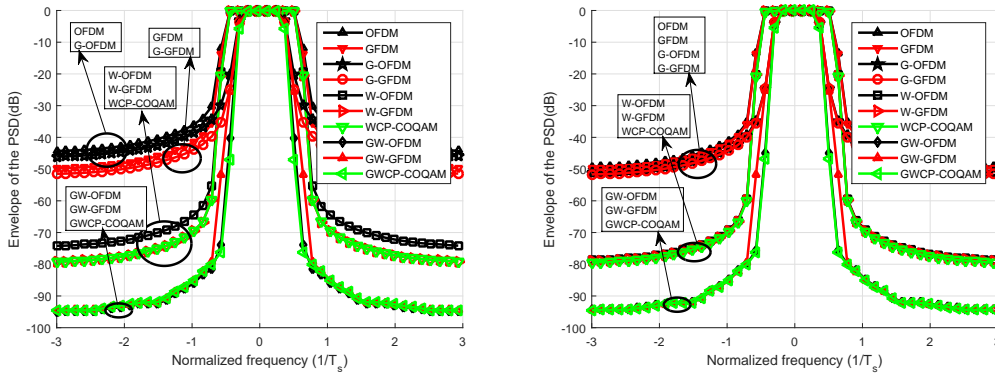 0
-10
-20
-30
-40
-50
-60
-70
-80
-90
-100
Envelope of the PSD(dB)
-3 -2 -1 0 1 2 3
Normalized frequency (1/T_s)
OFDM
G-OFDM
GFDM
G-GFDM
W-OFDM
W-GFDM
WCP-COQAM
GW-OFDM
GW-GFDM
GWCP-COQAM
OFDM
GFDM
G-OFDM
G-GFDM
W-OFDM
W-GFDM
WCP-COQAM
GW-OFDM
GW-GFDM
GWCP-COQAM
0
-10
-20
-30
-40
-50
-60
-70
-80
-90
-100
Envelope of the PSD(dB)
-3 -2 -1 0 1 2 3
Normalized frequency (1/T_s)
OFDM
GFDM
G-OFDM
G-GFDM
W-OFDM
W-GFDM
WCP-COQAM
GW-OFDM
GW-GFDM
GWCP-COQAM
OFDM
GFDM
G-OFDM
G-GFDM
W-OFDM
W-GFDM
WCP-COQAM
GW-OFDM
GW-GFDM
GWCP-COQAM